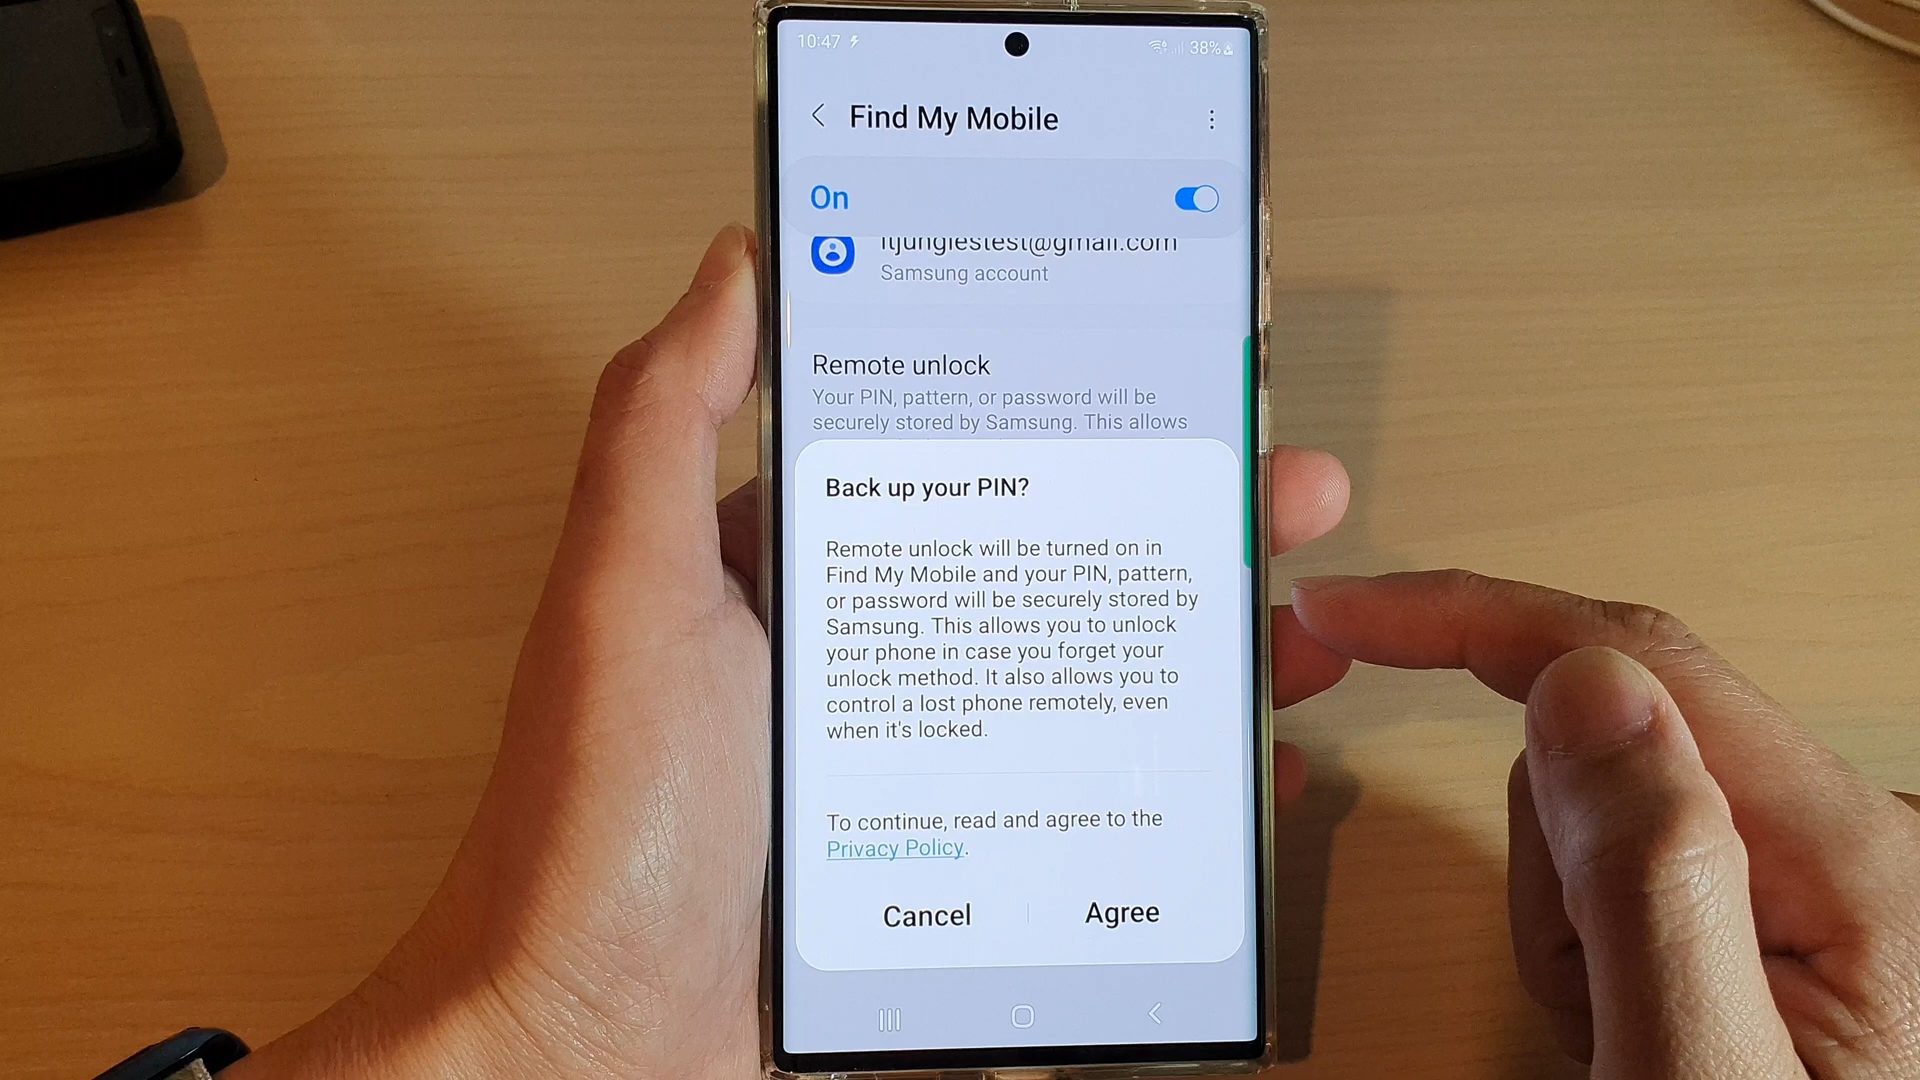 10:47
38%
Find My Mobile
On
itjunglestest@gmail.com
Samsung account
Remote unlock
Your PIN, pattern, or password will be
securely stored by Samsung. This allows
Back up your PIN?
Remote unlock will be turned on in
Find My Mobile and your PIN, pattern,
or password will be securely stored by
Samsung. This allows you to unlock
your phone in case you forget your
unlock method. It also allows you to
control a lost phone remotely, even
when it's locked.
To continue, read and agree to the
Privacy Policy.
Cancel
Agree